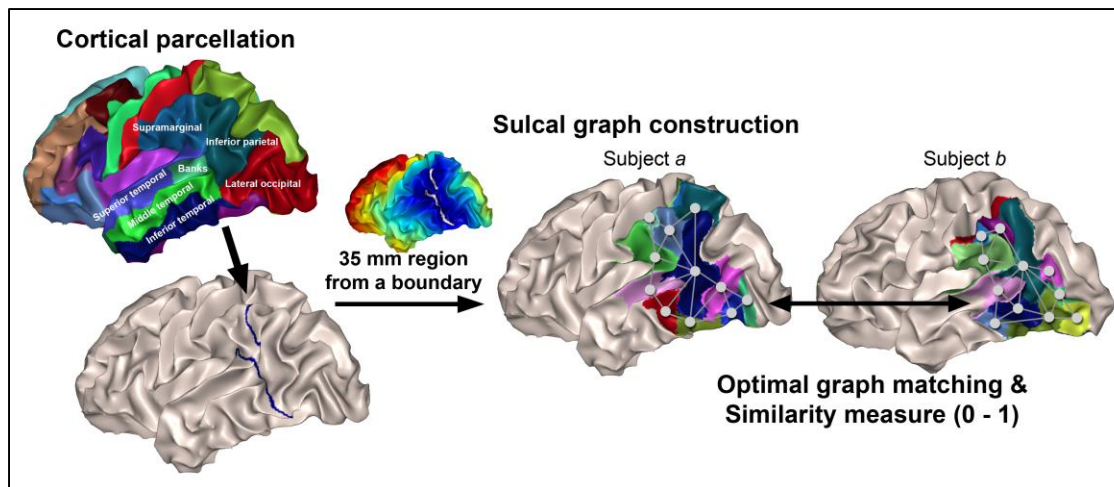 Cortical parcellation
Supramarginal
Inferior parietal
Banks
Superior temporal
Lateral occipital
Middle temporal
Inferior temporal
35 mm region
from a boundary
Sulcal graph construction
Subject a
Subject b
Optimal graph matching &
Similarity measure (0 - 1)